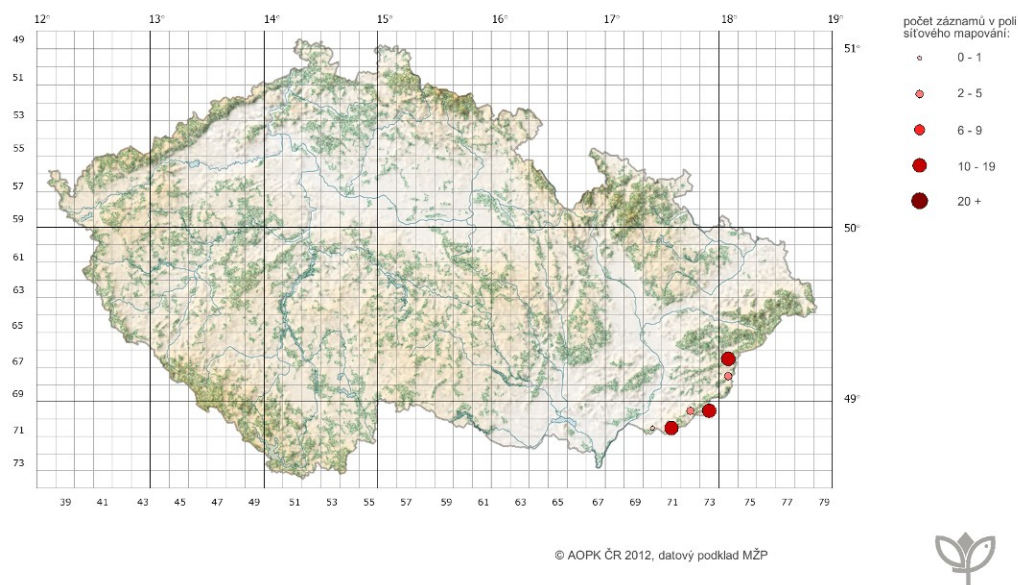 12° 13° 14° 15° 16° 17° 18° 19°
počet záznamů v poli
síťového mapování:
49
51°
0 - 1
51
2 - 5
53
6 - 9
55
10 - 19
57
20 +
59
50°
61
63
65
67
69
49°
71
73
39 41 43 45 47 49 51 53 55 57 59 61 63 65 67 69 71 73 75 77 79
© AOPK ČR 2012, datový podklad MŽP